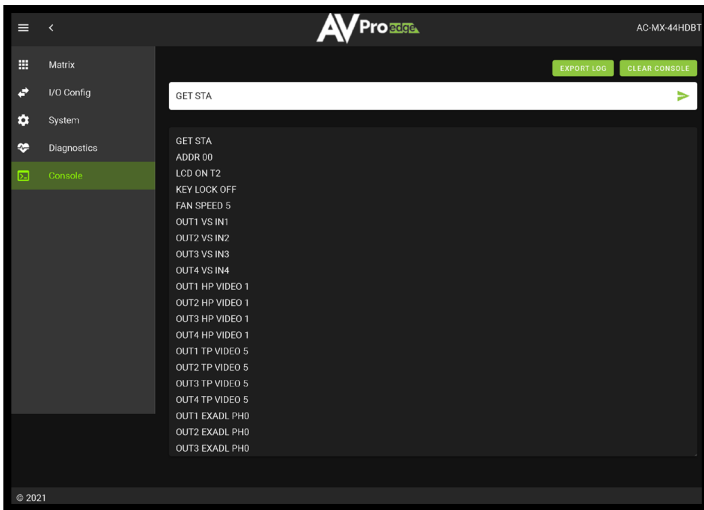 AVPro edge
AC-MX-44HDBT
Matrix
I/O Config
System
Diagnostics
Console
EXPORT LOG
CLEAR CONSOLE
GET STA
GET STA
ADDR 00
LCD ON T2
KEY LOCK OFF
FAN SPEED 5
OUT1 VS IN1
OUT2 VS IN2
OUT3 VS IN3
OUT4 VS IN4
OUT1 HP VIDEO 1
OUT2 HP VIDEO 1
OUT3 HP VIDEO 1
OUT4 HP VIDEO 1
OUT1 TP VIDEO 5
OUT2 TP VIDEO 5
OUT3 TP VIDEO 5
OUT4 TP VIDEO 5
OUT1 EXADL PH0
OUT2 EXADL PH0
OUT3 EXADL PH0
© 2021